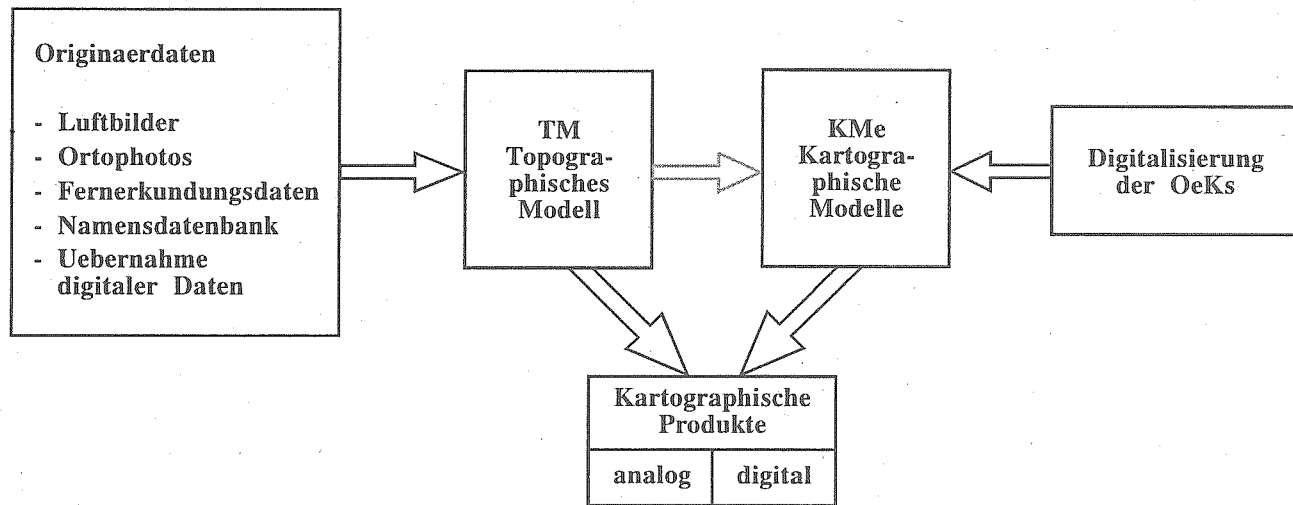 Originaerdaten
- Luftbilder
- Ortophotos
- Fernerkundungsdaten
- Namensdatenbank
- Uebernahme
digitaler Daten
TM
Topogra-
phisches
Modell
KMe
Kartogra-
phische
Modelle
Digitalisierung
der OeKs
Kartographische
Produkte
analog
digital